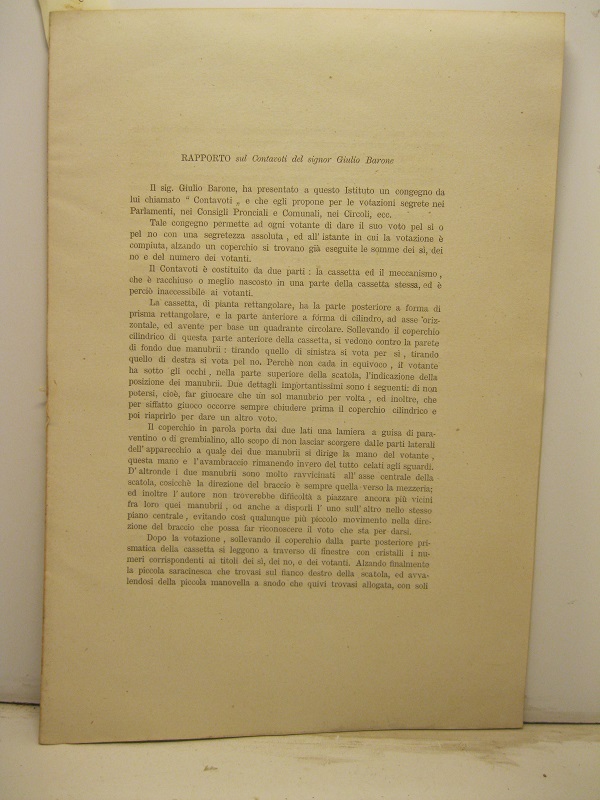 RAPPORTO sul Contavoti del signor Giulio Barone
Il sig. Giulio Barone, ha presentato a questo Istituto un congegno da
lui chiamato “ Contavoti „ e che egli propone per le votazioni segrete nei
Parlamenti, nei Consigli Pronciali e Comunali, nei Circoli, ecc.
Tale congegno permette ad ogni votante di dare il suo voto pel si o
pel no con una segretezza assoluta , ed all' istante in cui la votazione è
compiuta, alzando un coperchio si trovano già eseguite le somme dei si, dei
no e del numero dei votanti.
Il Contavoti è costituito da due parti : la cassetta ed il meccanismo ,
che è racchiuso o meglio nascosto in una parte della cassetta stessa, ed è
perciò inaccessibile ai votanti.
La cassetta, di pianta rettangolare, ha la parte posteriore a forma di
prisma rettangolare, e la parte anteriore a forma di cilindro, ad asse oriz-
zontale, ed avente per base un quadrante circolare. Sollevando il coperchio
cilindrico di questa parte anteriore della cassetta, si vedono contro la parete
di fondo due manubrii : tirando quello di sinistra si vota per si , tirando
quello di destra si vota pel no. Perchè non cada in equivoco , il votante
ha sotto gli occhi , nella parte superiore della scatola, l'indicazione della
posizione dei manubrii. Due dettagli importantissimi sono i seguenti: di non
potersi, cioè, far giuocare che un sol manubrio per volta , ed inoltre, che
per siffatto giuoco occorre sempre chiudere prima il coperchio cilindrico e
poi riaprirlo per dare un altro voto.
Il coperchio in parola porta dai due lati una lamiera a guisa di para-
ventino o di grembialino, allo scopo di non lasciar scorgere dalle parti laterali
dell' apparecchio a quale dei due manubrii si dirige la mano del votante ,
questa mano e l'avambraccio rimanendo invero del tutto celati agli sguardi.
D' altronde i due manubrii sono molto ravvicinati all' asse centrale della
scatola, cosicchè la direzione del braccio è sempre quella verso la mezzeria;
ed inoltre l' autore non troverebbe difficoltà a piazzare ancora più vicini
fra loro quei manubrii , od anche a disporli l' uno sull' altro nello stesso
piano centrale , evitando così qualunque più piccolo movimento nella dire-
zione del braccio che possa far riconoscere il voto che sta per darsi.
Dopo la votazione , sollevando il coperchio dalla parte posteriore pri-
smatica della cassetta si leggono a traverso di finestre con cristalli i nu-
meri corrispondenti ai titoli dei sì, dei no, e dei votanti. Alzando finalmente
la piccola saracinesca che trovasi sul fianco destro della scatola, ed avva-
lendosi della piccola manovella a snodo che quivi trovasi allogata, con soli